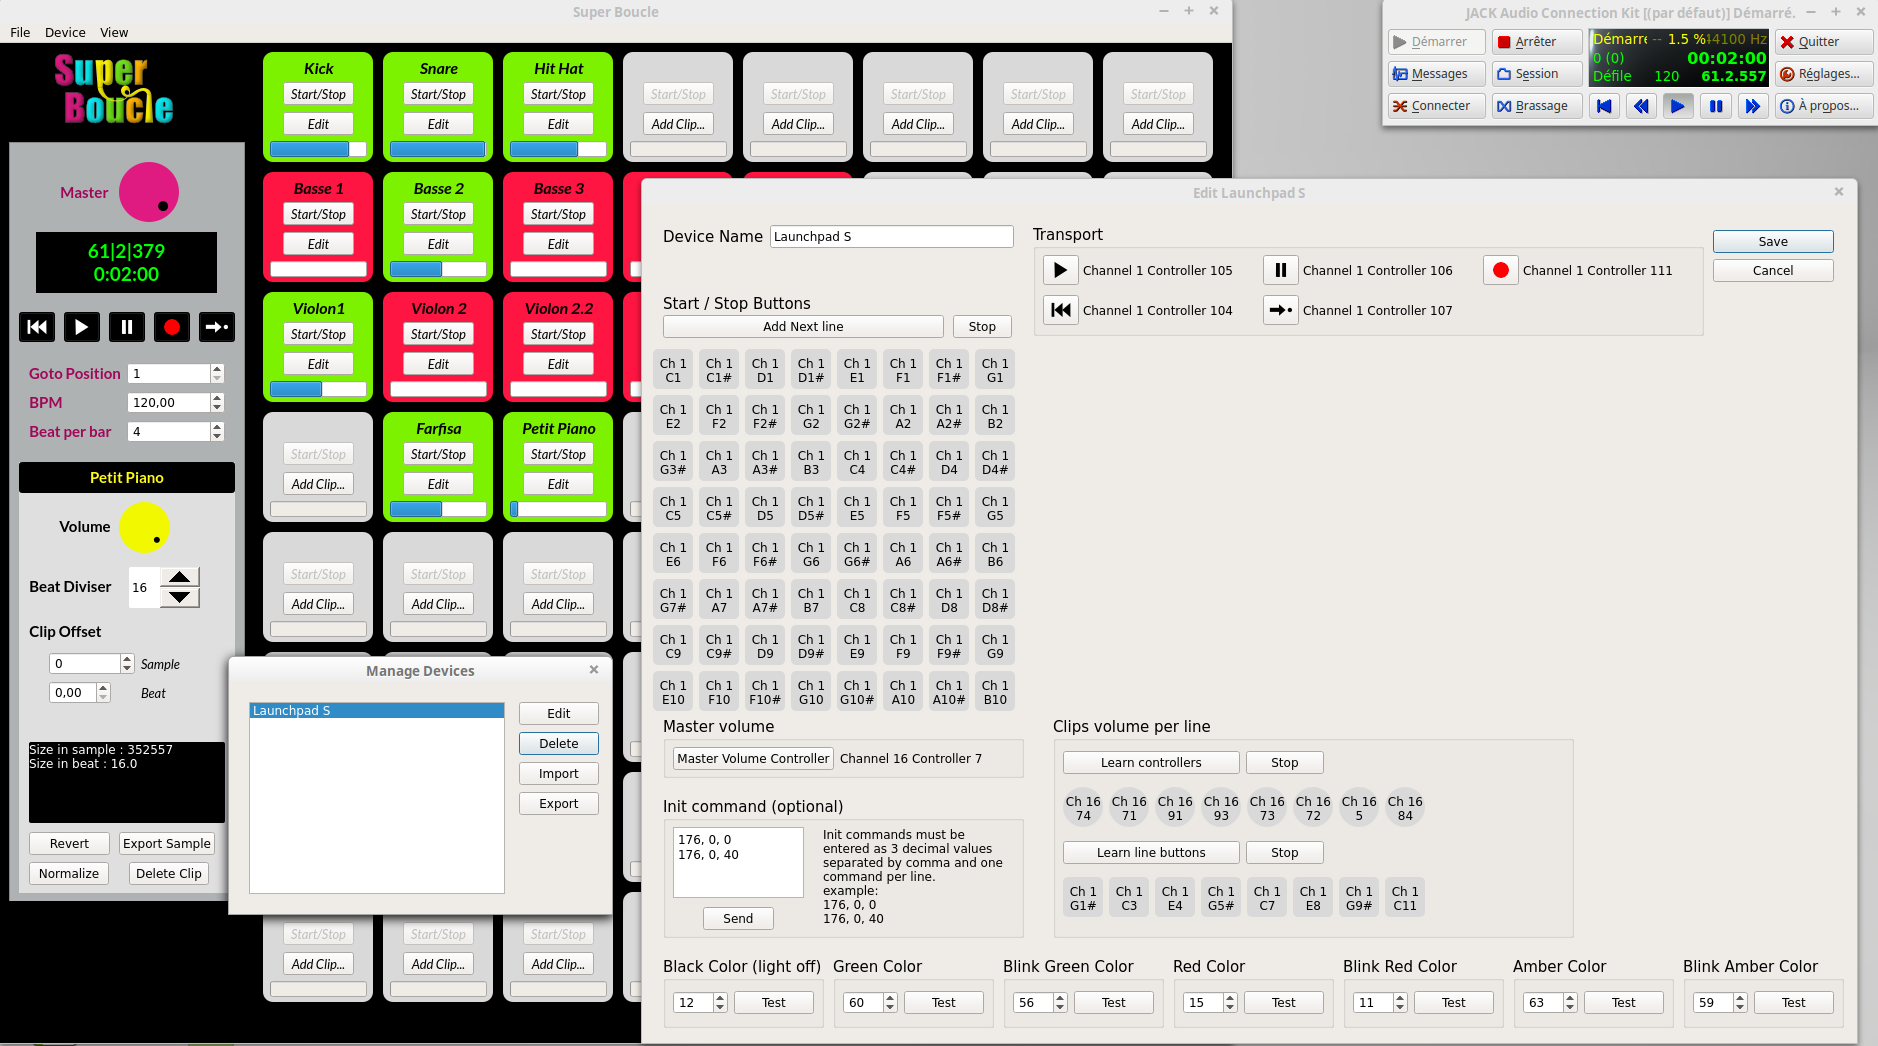 Super Boucle
File Device View
Super
Boucle
Master
61|2|379
0:02:00
Goto Position 1
BPM 120,00
Beat per bar 4
Petit Piano
Volume
Beat Diviser 16
Clip Offset
0 Sample
0,00 Beat
Size in sample : 352557
Size in beat : 16.0
Revert Export Sample
Normalize Delete Clip
Kick Snare Hit Hat
Start/Stop Start/Stop Start/Stop Start/Stop Start/Stop Start/Stop Start/Stop Start/Stop
Edit Edit Edit Add Clip... Add Clip... Add Clip... Add Clip... Add Clip...
Basse 1 Basse 2 Basse 3
Start/Stop Start/Stop Start/Stop
Edit Edit Edit
Violon1 Violon 2 Violon 2.2
Start/Stop Start/Stop Start/Stop
Edit Edit Edit
Farfisa Petit Piano
Start/Stop Start/Stop Start/Stop
Add Clip... Edit Edit
Start/Stop Start/Stop Start/Stop
Add Clip... Add Clip... Add Clip...
Start/Stop Start/Stop Start/Stop
Add Clip... Add Clip... Add Clip...
Manage Devices
Launchpad S
Edit
Delete
Import
Export
JACK Audio Connection Kit [(par défaut)] Démarré.
Démarrer Arrêter Démarre -- 1.5 % 44100 Hz Quitter
0 (0) 00:02:00
Messages Session Défile 120 61.2.557 Réglages...
Connecter Brassage À propos...
Edit Launchpad S
Device Name Launchpad S
Transport
Channel 1 Controller 105 Channel 1 Controller 106 Channel 1 Controller 111
Channel 1 Controller 104 Channel 1 Controller 107
Save
Cancel
Start / Stop Buttons
Add Next line Stop
Ch 1 Ch 1 Ch 1 Ch 1 Ch 1 Ch 1 Ch 1 Ch 1
C1 C1# D1 D1# E1 F1 F1# G1
Ch 1 Ch 1 Ch 1 Ch 1 Ch 1 Ch 1 Ch 1 Ch 1
E2 F2 F2# G2 G2# A2 A2# B2
Ch 1 Ch 1 Ch 1 Ch 1 Ch 1 Ch 1 Ch 1 Ch 1
G3# A3 A3# B3 C4 C4# D4 D4#
Ch 1 Ch 1 Ch 1 Ch 1 Ch 1 Ch 1 Ch 1 Ch 1
C5 C5# D5 D5# E5 F5 F5# G5
Ch 1 Ch 1 Ch 1 Ch 1 Ch 1 Ch 1 Ch 1 Ch 1
E6 F6 F6# G6 G6# A6 A6# B6
Ch 1 Ch 1 Ch 1 Ch 1 Ch 1 Ch 1 Ch 1 Ch 1
G7# A7 A7# B7 C8 C8# D8 D8#
Ch 1 Ch 1 Ch 1 Ch 1 Ch 1 Ch 1 Ch 1 Ch 1
C9 C9# D9 D9# E9 F9 F9# G9
Ch 1 Ch 1 Ch 1 Ch 1 Ch 1 Ch 1 Ch 1 Ch 1
E10 F10 F10# G10 G10# A10 A10# B10
Master volume
Master Volume Controller Channel 16 Controller 7
Init command (optional)
176, 0, 0
176, 0, 40
Send
Init commands must be
entered as 3 decimal values
separated by comma and one
command per line.
example:
176, 0, 0
176, 0, 40
Clips volume per line
Learn controllers Stop
Ch 16 Ch 16 Ch 16 Ch 16 Ch 16 Ch 16 Ch 16 Ch 16
74 71 91 93 73 72 5 84
Learn line buttons Stop
Ch 1 Ch 1 Ch 1 Ch 1 Ch 1 Ch 1 Ch 1 Ch 1
G1# C3 E4 G5# C7 E8 G9# C11
Black Color (light off) Green Color Blink Green Color Red Color Blink Red Color Amber Color Blink Amber Color
12 Test 60 Test 56 Test 15 Test 11 Test 63 Test 59 Test